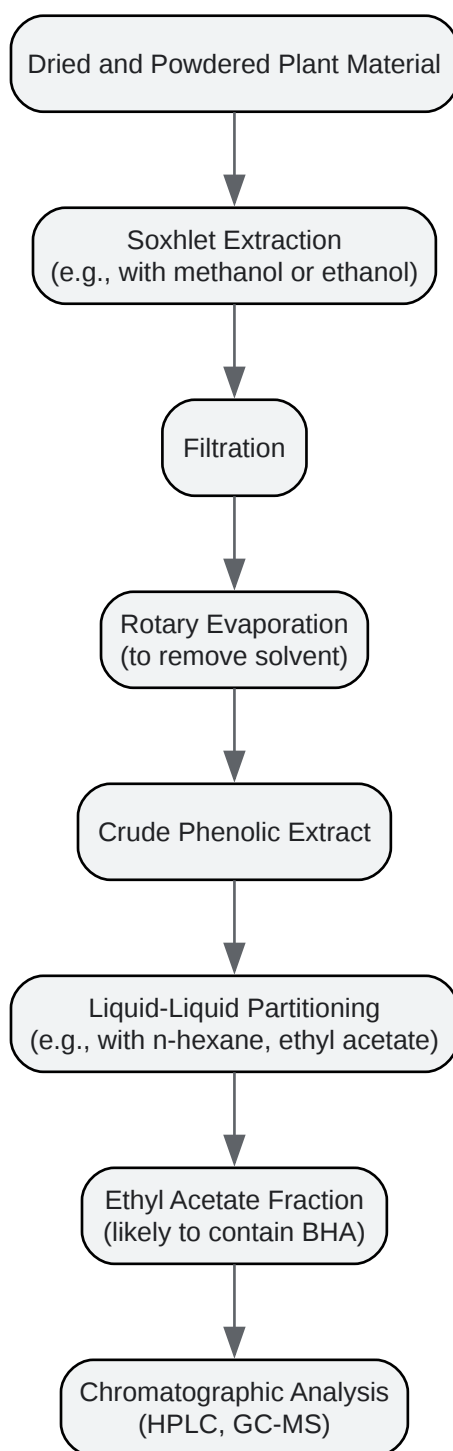 Dried and Powdered Plant Material
Soxhlet Extraction
(e.g., with methanol or ethanol)
Filtration
Rotary Evaporation
(to remove solvent)
Crude Phenolic Extract
Liquid-Liquid Partitioning
(e.g., with n-hexane, ethyl acetate)
Ethyl Acetate Fraction
(likely to contain BHA)
Chromatographic Analysis
(HPLC, GC-MS)